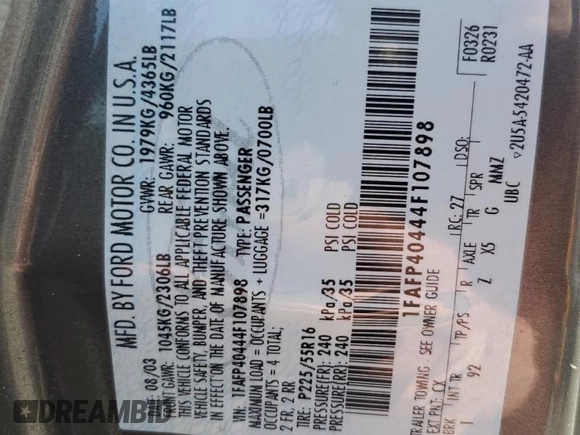 MFD. BY FORD MOTOR CO. IN U.S.A.
DATE: 08/03 GVWR: 1979KG/4365LB
FRONT GAWR: 1045KG/2306LB REAR GAWR: 960KG/2117LB
THIS VEHICLE CONFORMS TO ALL APPLICABLE FEDERAL MOTOR
VEHICLE SAFETY, BUMPER, AND THEFT PREVENTION STANDARDS
IN EFFECT ON THE DATE OF MANUFACTURE SHOWN ABOVE.
VIN: 1FAFP40444F107898 TYPE: PASSENGER
MAXIMUM LOAD = OCCUPANTS + LUGGAGE = 317KG/0700LB
OCCUPANTS = 4 TOTAL;
2 FR, 2 RR
TIRE: P225/55R16
PRESSURE(FR): 240 kPa/35 PSI COLD
PRESSURE(RR): 240 kPa/35 PSI COLD
1FAFP40444F107898
TRAILER TOWING - SEE OWNER GUIDE
EXT PNT: CX RC: 27 DSO: F0326
R0231
BRK INT TR TP/PS R AXLE TR SPR
I 92 Z X5 G MMZ
UBC
v2U5A-5420472-AA
DREAMBID